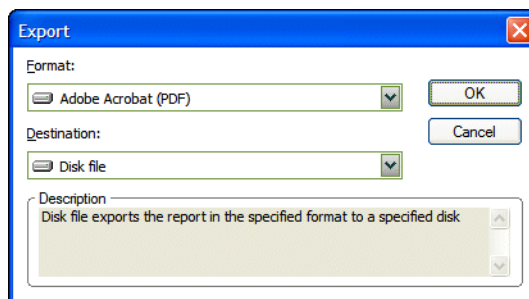 Export
Format:
Adobe Acrobat (PDF)
OK
Destination:
Cancel
Disk file
Description
Disk file exports the report in the specified format to a specified disk